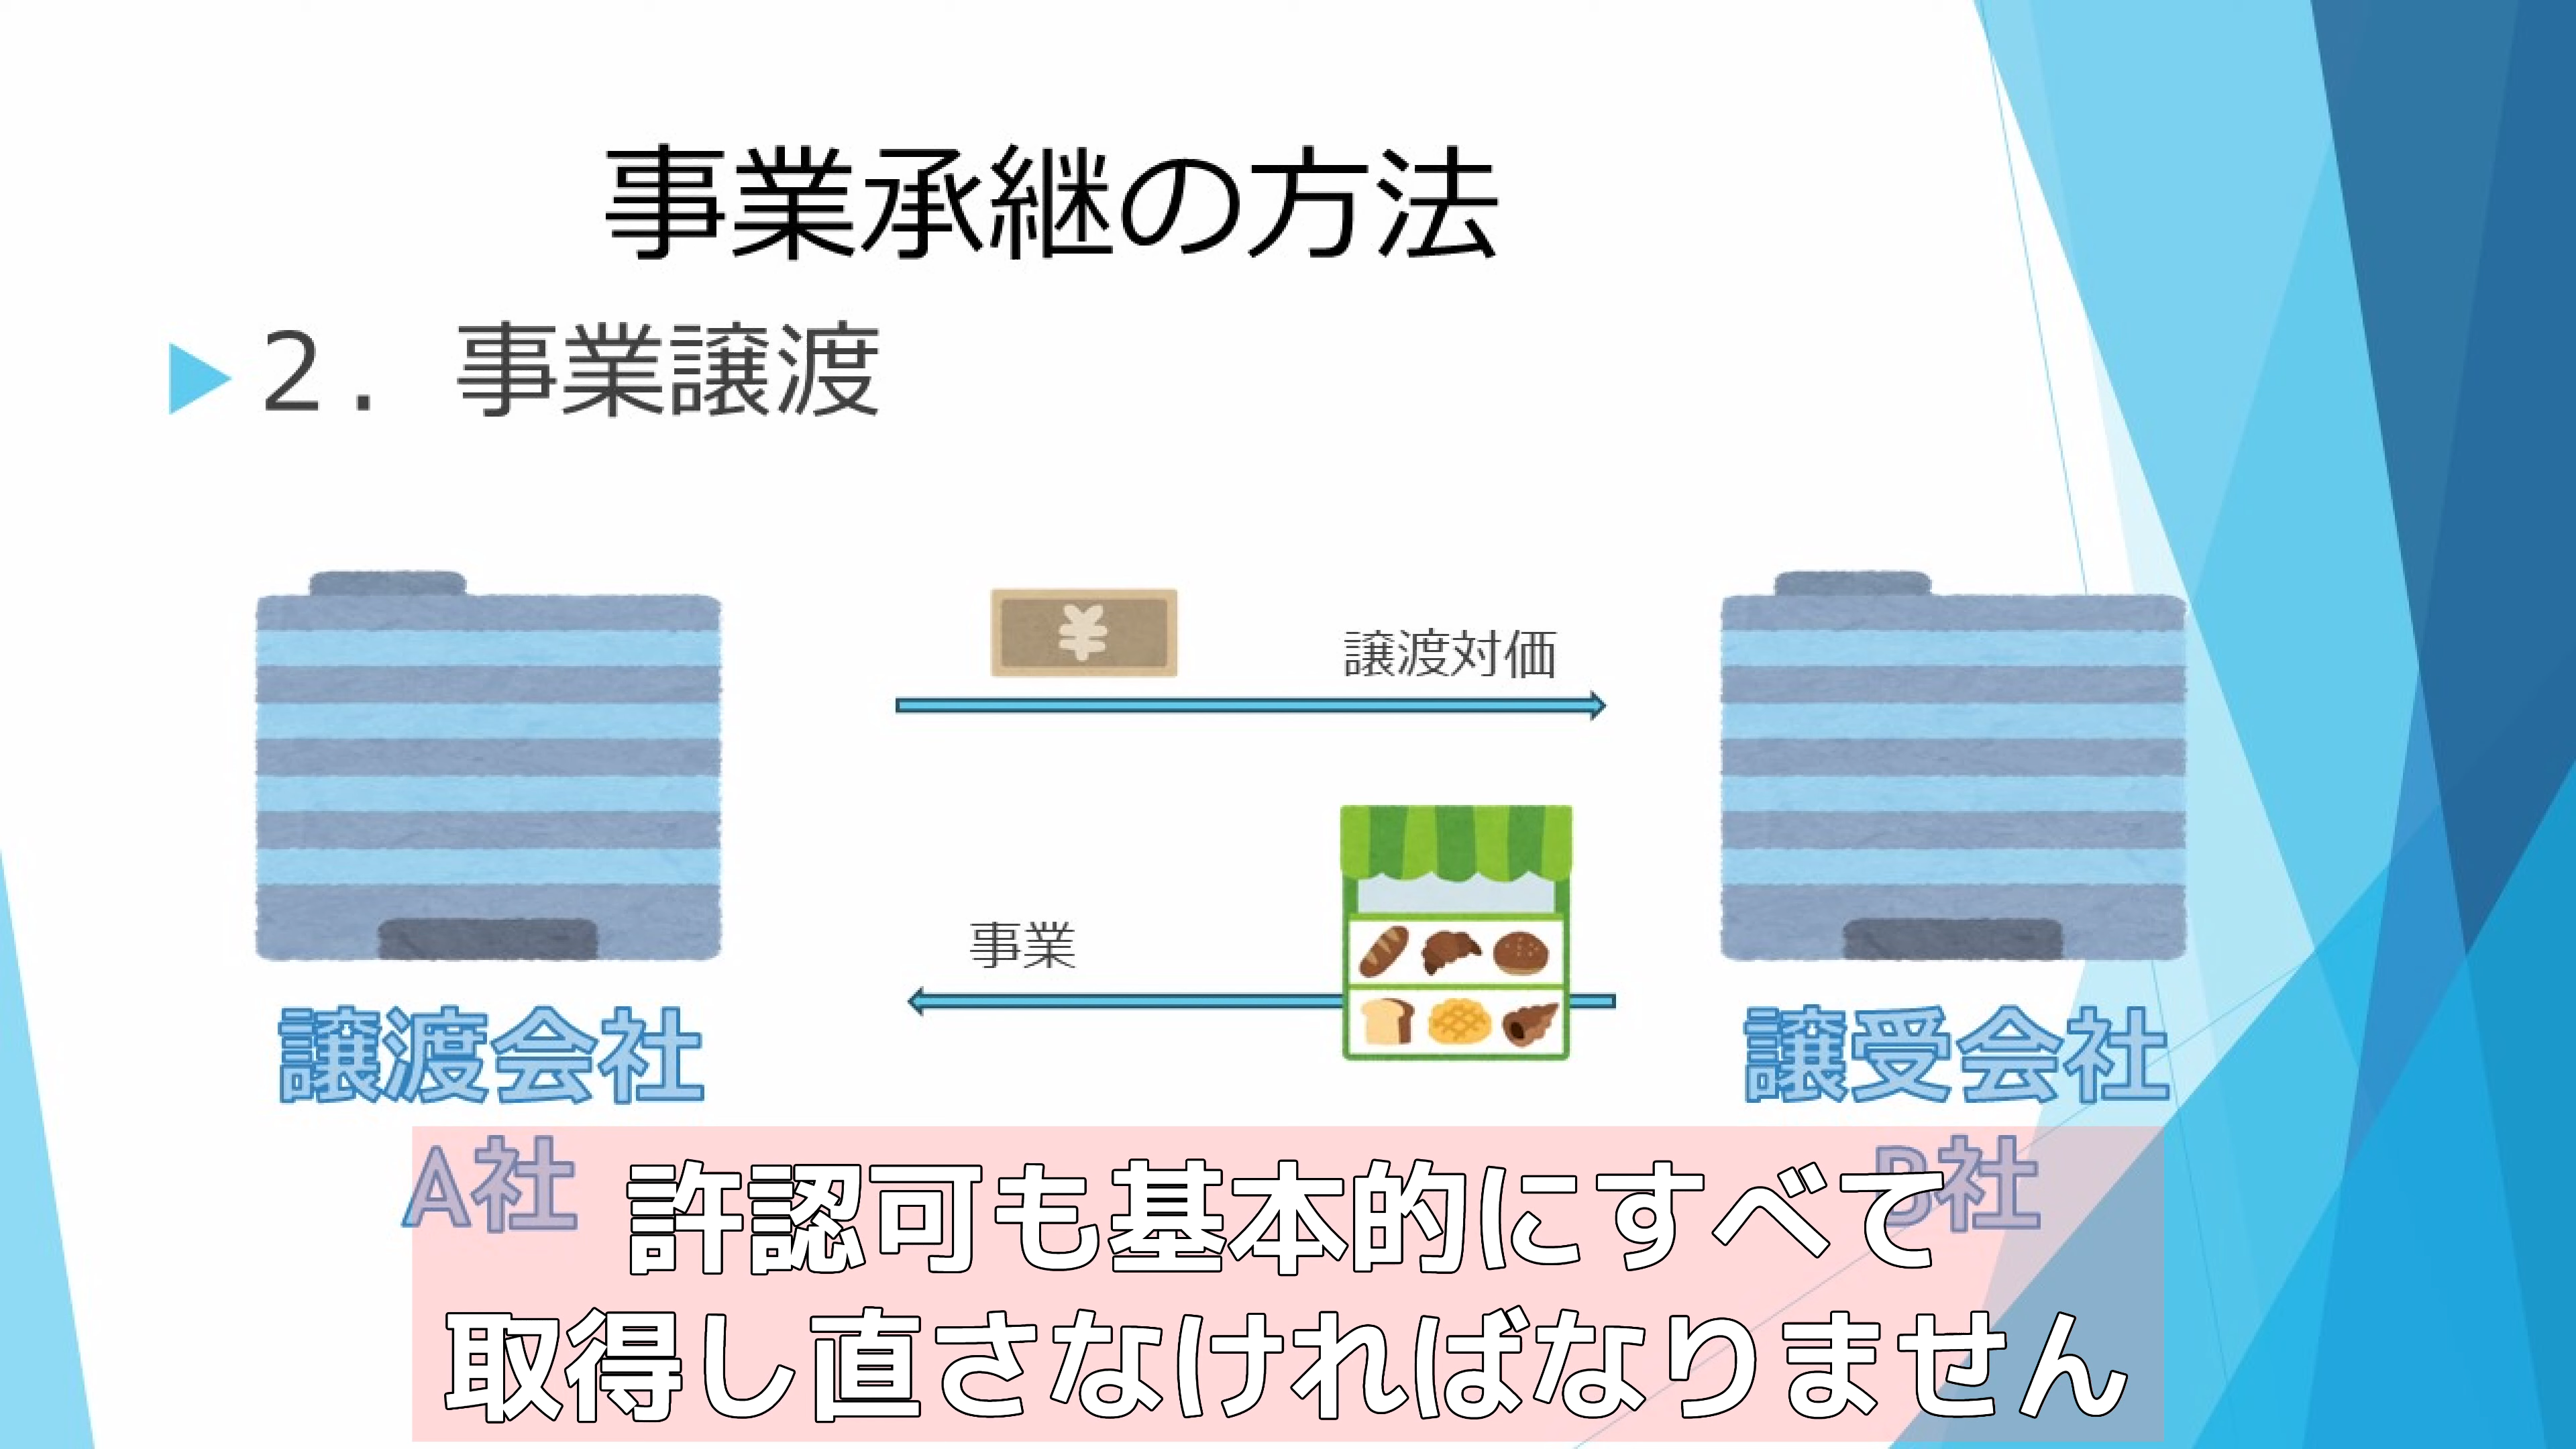 事業承継の方法
２．事業譲渡
¥
譲渡対価
事業
譲渡会社
譲受会社
A社
B社
許認可も基本的にすべて
取得し直さなければなりません